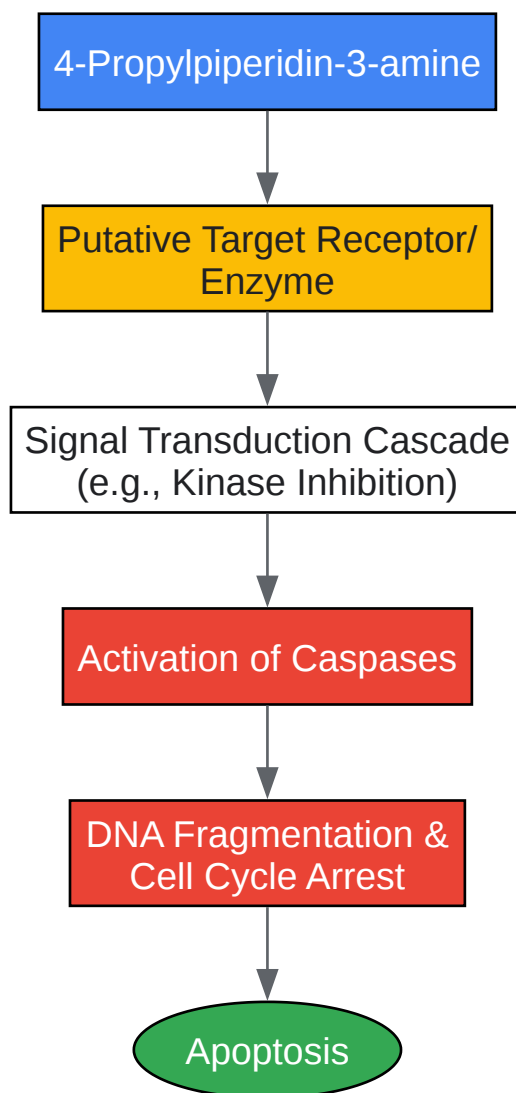 4-Propylpiperidin-3-amine
Putative Target Receptor/
Enzyme
Signal Transduction Cascade
(e.g., Kinase Inhibition)
Activation of Caspases
DNA Fragmentation &
Cell Cycle Arrest
Apoptosis